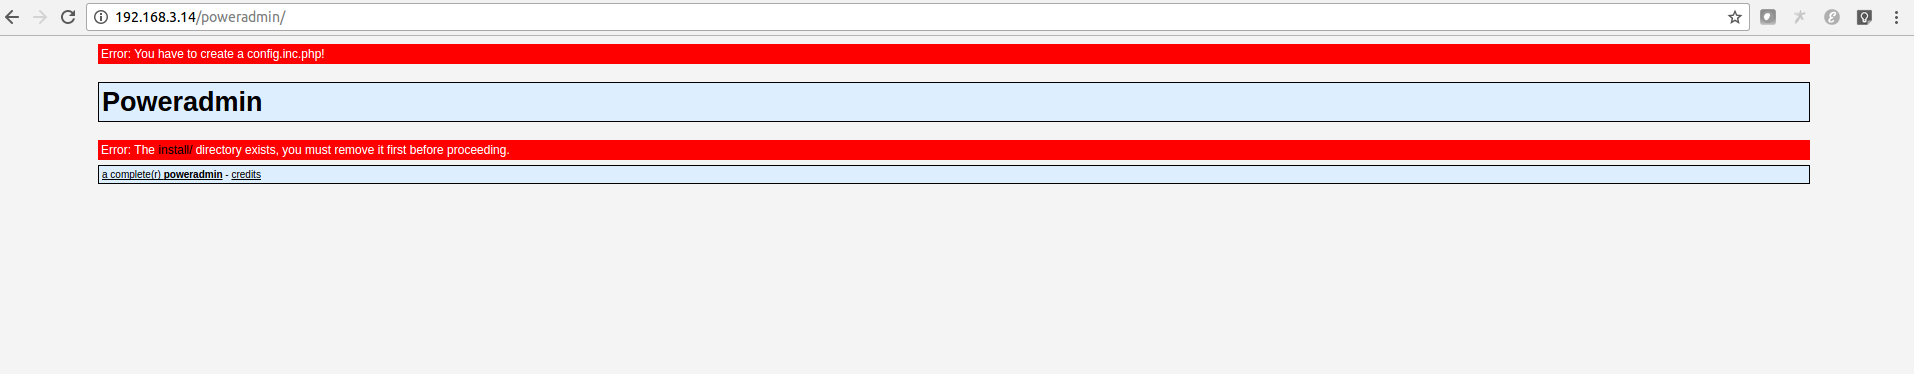 192.168.3.14/poweradmin/
Error: You have to create a config.inc.php!
Poweradmin
Error: The install/ directory exists, you must remove it first before proceeding.
a complete(r) poweradmin - credits